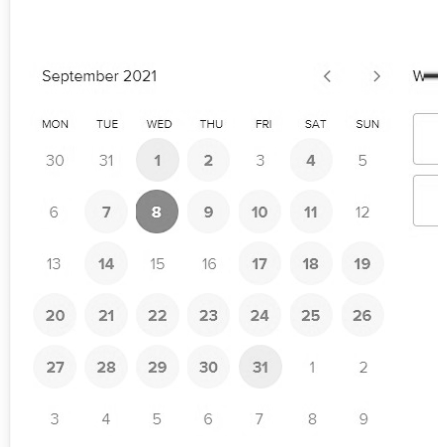 September 2021 < > W
MON TUE WED THU FRI SAT SUN
30 31 1 2 3 4 5
6 7 8 9 10 11 12
13 14 15 16 17 18 19
20 21 22 23 24 25 26
27 28 29 30 31 1 2
3 4 5 6 7 8 9